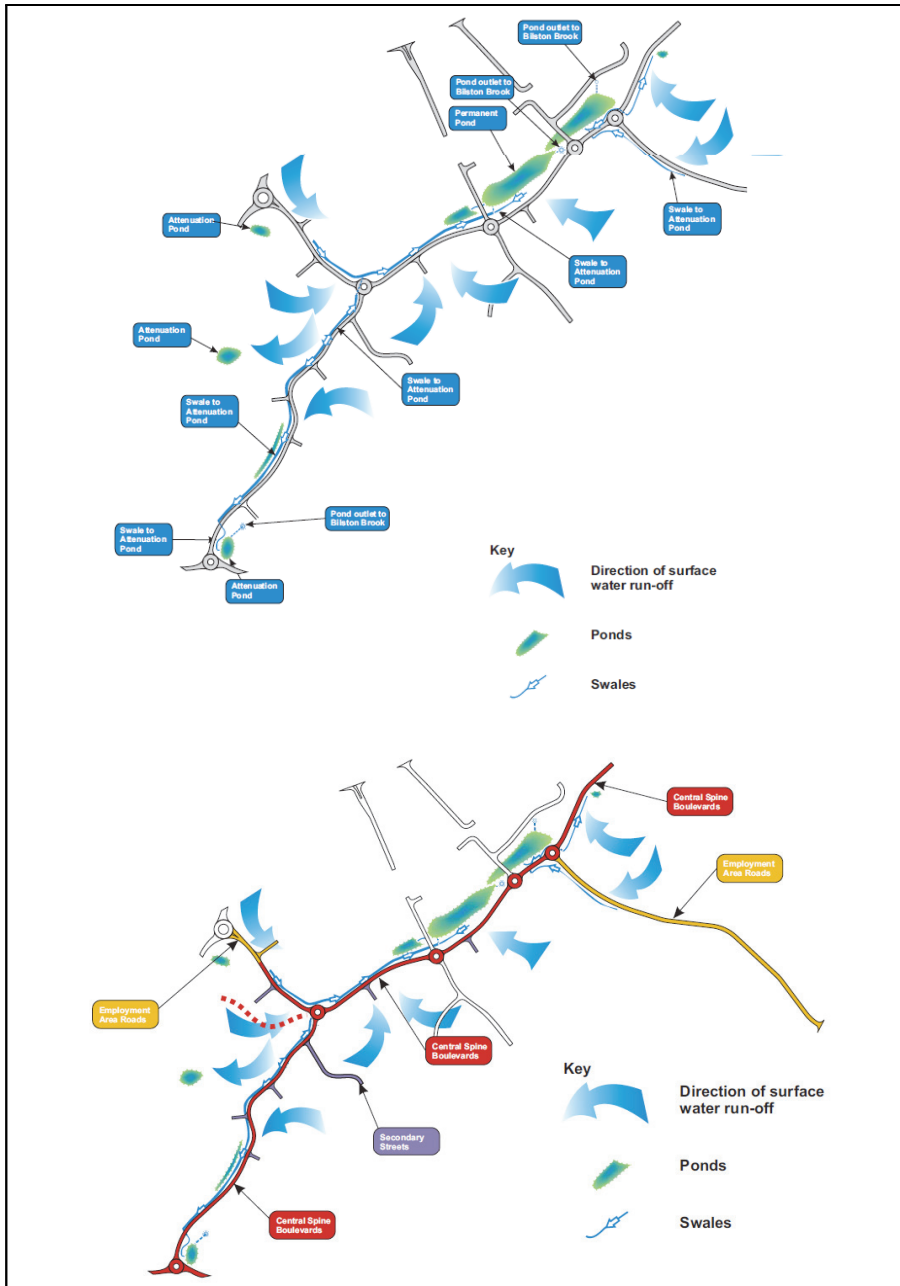 Pond outlet to
Bilston Brook
Pond outlet to
Bilston Brook
Permanent
Pond
Swale to
Attenuation
Pond
Attenuation
Pond
Swale to
Attenuation
Pond
Attenuation
Pond
Swale to
Attenuation
Pond
Swale to
Attenuation
Pond
Pond outlet to
Bilston Brook
Swale to
Attenuation
Pond
Attenuation
Pond
Key
Direction of surface
water run-off
Ponds
Swales
Central Spine
Boulevards
Employment
Area Roads
Employment
Area Roads
Central Spine
Boulevards
Secondary
Streets
Central Spine
Boulevards
Key
Direction of surface
water run-off
Ponds
Swales